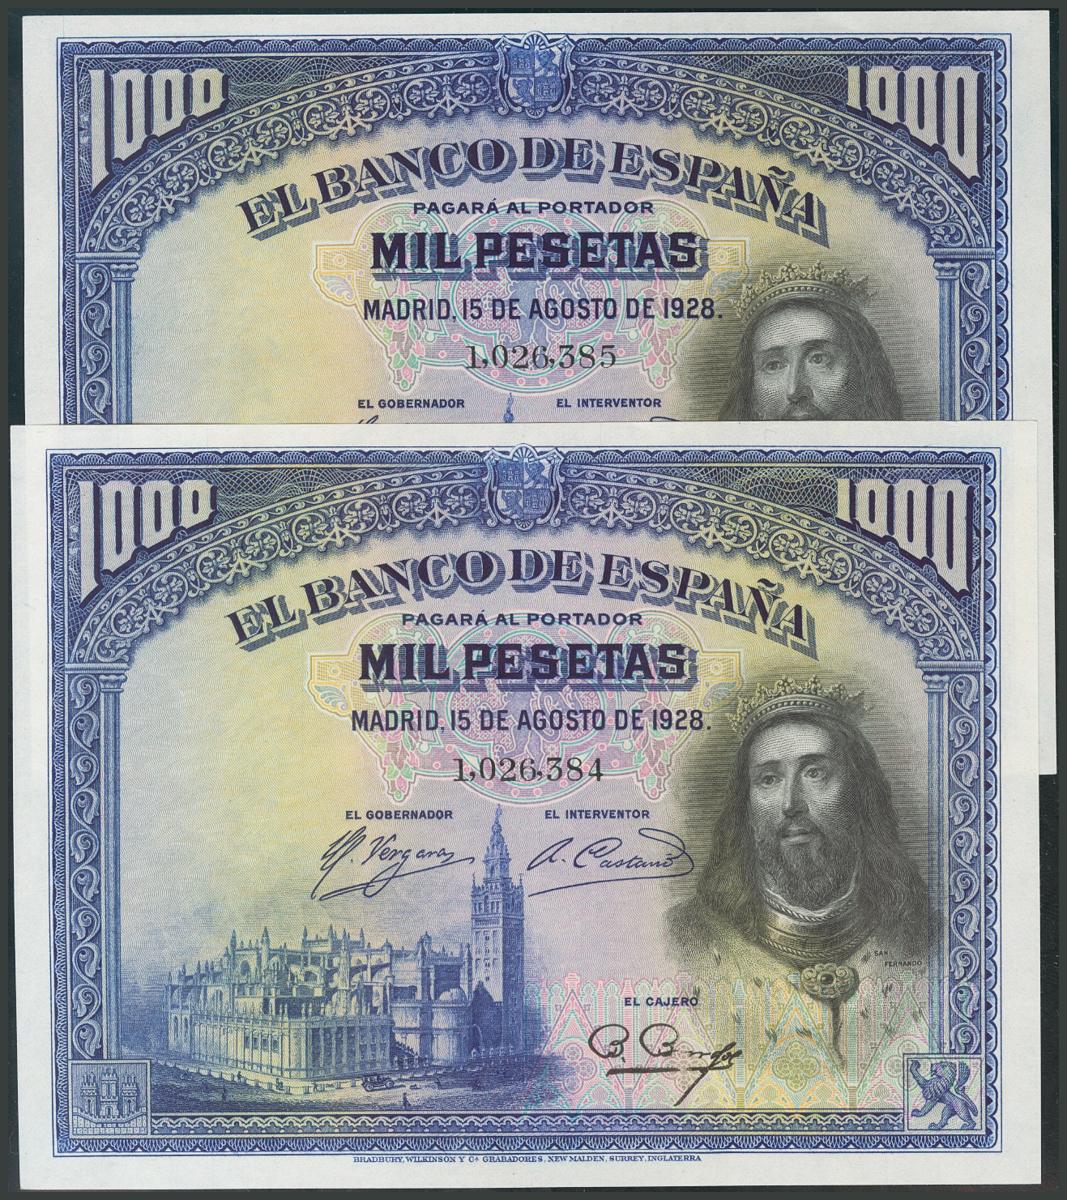 1000 1000
EL BANCO DE ESPAÑA
PAGARÁ AL PORTADOR
MIL PESETAS
MADRID, 15 DE AGOSTO DE 1928.
1,026,385
EL GOBERNADOR EL INTERVENTOR
1000 1000
EL BANCO DE ESPAÑA
PAGARÁ AL PORTADOR
MIL PESETAS
MADRID, 15 DE AGOSTO DE 1928.
1,026,384
EL GOBERNADOR EL INTERVENTOR
Vergara A. Castaño
SAN
FERNANDO
EL CAJERO
BRADBURY, WILKINSON Y Cª. GRABADORES, NEW MALDEN, SURREY, INGLATERRA